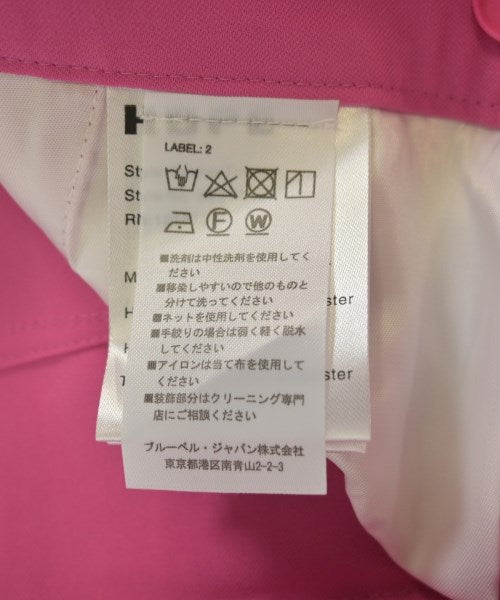 LABEL: 2
F
W
■洗剤は中性洗剤を使用してく
ださい
■移染しやすいので他のものと
分けて洗ってください
■ネットを使用してください
■手絞りの場合は弱く軽く脱水
してください
■アイロンは当て布を使用して
ください
■装飾部分はクリーニング専門
店にご相談ください
ブルーベル・ジャパン株式会社
東京都港区南青山2-2-3